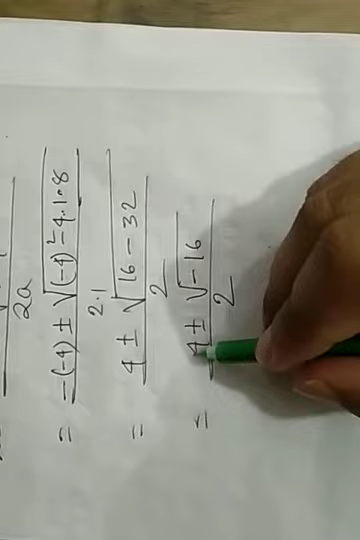 2a
= -(-4) ± √(-4)² - 4.1.8
2.1
= 4 ± √16 - 32
2
= 4 ± √-16
2